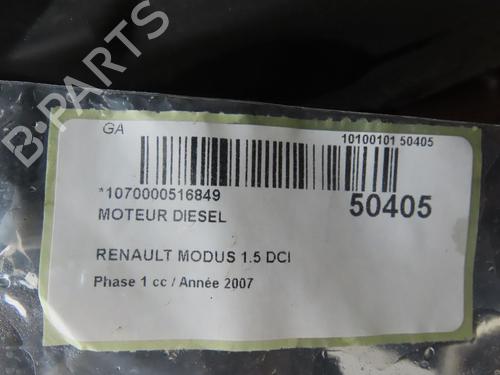 B-PARTS
GA
10100101 50405
*1070000516849
50405
MOTEUR DIESEL
RENAULT MODUS 1.5 DCI
Phase 1 cc / Année 2007